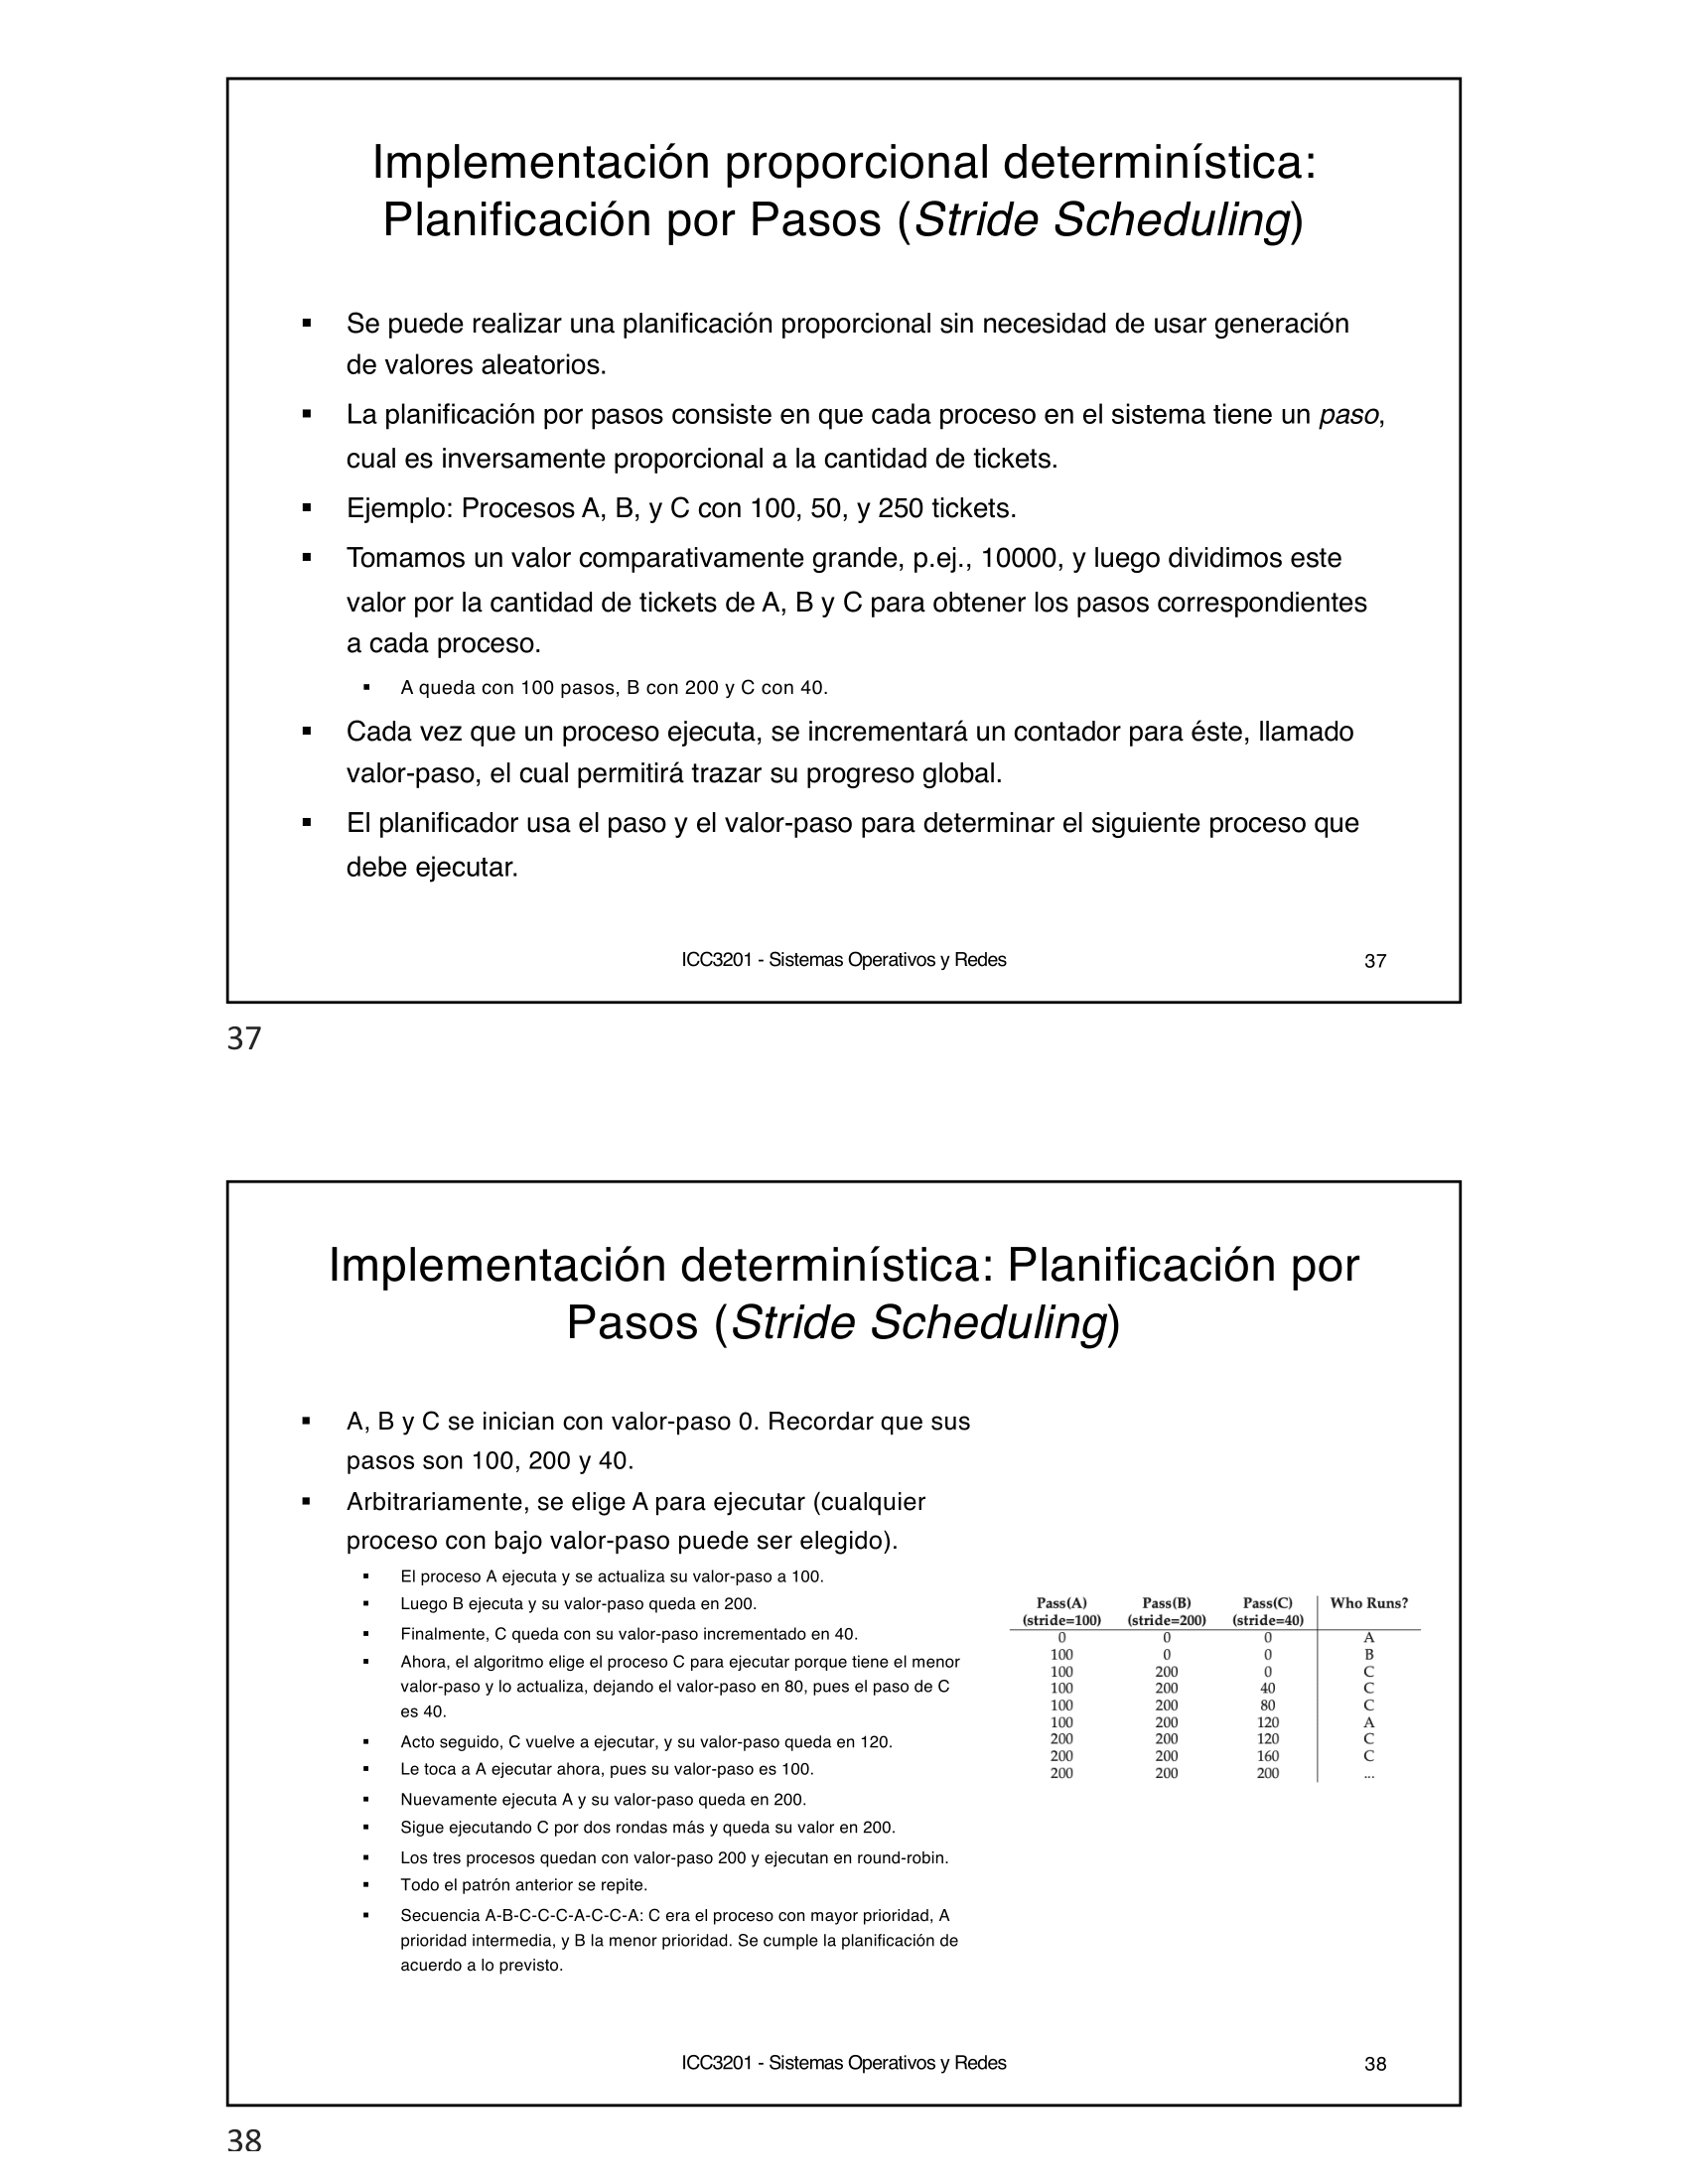 Implementación proporcional determinística:
Planificación por Pasos (Stride Scheduling)
▪ Se puede realizar una planificación proporcional sin necesidad de usar generación
de valores aleatorios.
▪ La planificación por pasos consiste en que cada proceso en el sistema tiene un paso,
cual es inversamente proporcional a la cantidad de tickets.
▪ Ejemplo: Procesos A, B, y C con 100, 50, y 250 tickets.
▪ Tomamos un valor comparativamente grande, p.ej., 10000, y luego dividimos este
valor por la cantidad de tickets de A, B y C para obtener los pasos correspondientes
a cada proceso.
▪ A queda con 100 pasos, B con 200 y C con 40.
▪ Cada vez que un proceso ejecuta, se incrementará un contador para éste, llamado
valor-paso, el cual permitirá trazar su progreso global.
▪ El planificador usa el paso y el valor-paso para determinar el siguiente proceso que
debe ejecutar.
ICC3201 - Sistemas Operativos y Redes 37
37
Implementación determinística: Planificación por
Pasos (Stride Scheduling)
▪ A, B y C se inician con valor-paso 0. Recordar que sus
pasos son 100, 200 y 40.
▪ Arbitrariamente, se elige A para ejecutar (cualquier
proceso con bajo valor-paso puede ser elegido).
▪ El proceso A ejecuta y se actualiza su valor-paso a 100.
▪ Luego B ejecuta y su valor-paso queda en 200.
▪ Finalmente, C queda con su valor-paso incrementado en 40.
▪ Ahora, el algoritmo elige el proceso C para ejecutar porque tiene el menor
valor-paso y lo actualiza, dejando el valor-paso en 80, pues el paso de C
es 40.
▪ Acto seguido, C vuelve a ejecutar, y su valor-paso queda en 120.
▪ Le toca a A ejecutar ahora, pues su valor-paso es 100.
▪ Nuevamente ejecuta A y su valor-paso queda en 200.
▪ Sigue ejecutando C por dos rondas más y queda su valor en 200.
▪ Los tres procesos quedan con valor-paso 200 y ejecutan en round-robin.
▪ Todo el patrón anterior se repite.
▪ Secuencia A-B-C-C-C-A-C-C-A: C era el proceso con mayor prioridad, A
prioridad intermedia, y B la menor prioridad. Se cumple la planificación de
acuerdo a lo previsto.
Pass(A) Pass(B) Pass(C) Who Runs?
(stride=100) (stride=200) (stride=40)
0 0 0 A
100 0 0 B
100 200 0 C
100 200 40 C
100 200 80 C
100 200 120 A
200 200 120 C
200 200 160 C
200 200 200 ...
ICC3201 - Sistemas Operativos y Redes 38
38